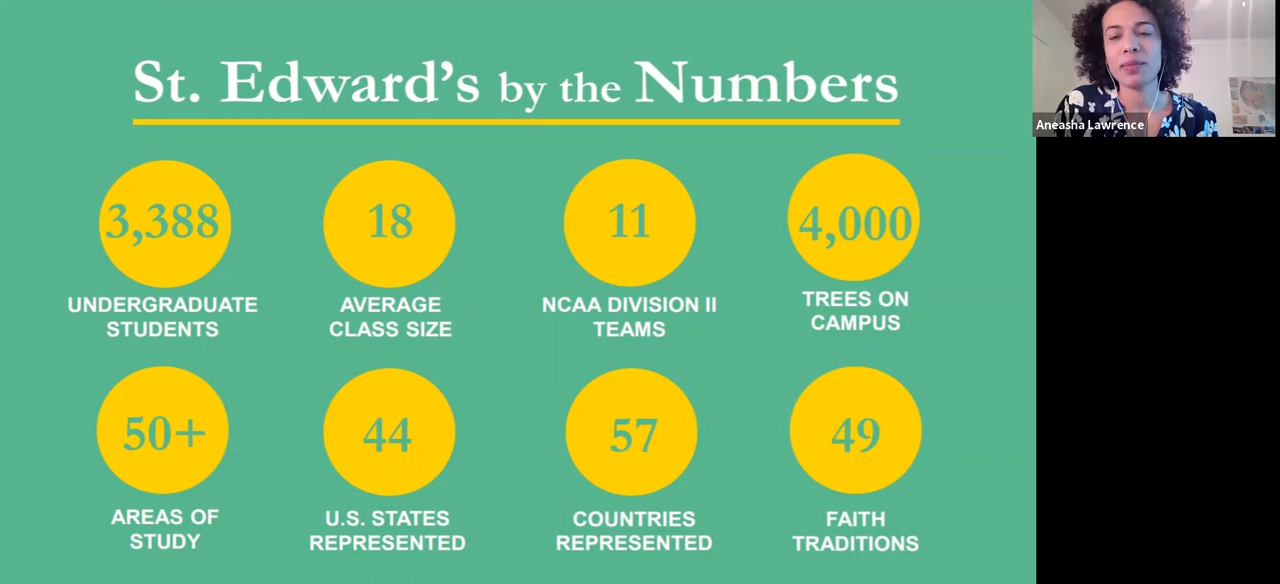 St. Edward's by the Numbers
Aneasha Lawrence
3,388
UNDERGRADUATE
STUDENTS
18
AVERAGE
CLASS SIZE
11
NCAA DIVISION II
TEAMS
4,000
TREES ON
CAMPUS
50+
AREAS OF
STUDY
44
U.S. STATES
REPRESENTED
57
COUNTRIES
REPRESENTED
49
FAITH
TRADITIONS